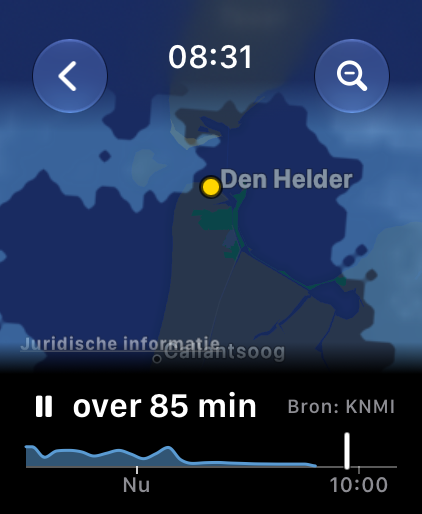 08:31
Den Helder
Juridische informatie
Callantsoog
over 85 min
Bron: KNMI
Nu
10:00